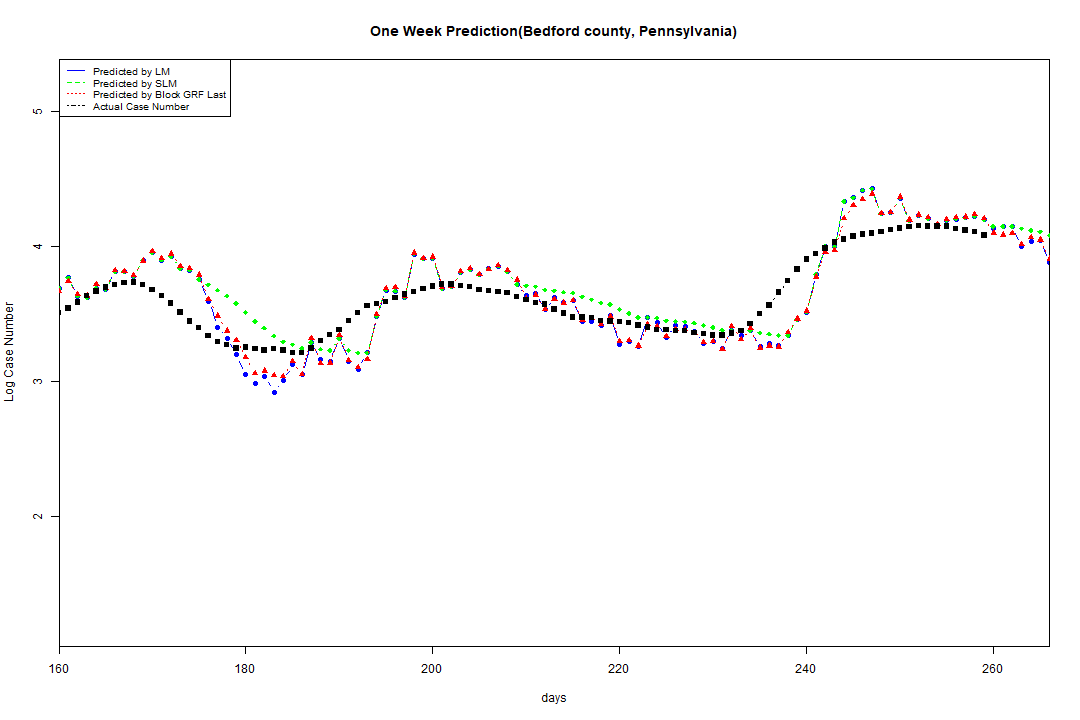 One Week Prediction(Bedford county, Pennsylvania)
Predicted by LM
Predicted by SLM
Predicted by Block GRF Last
Actual Case Number
5
4
3
2
Log Case Number
160 180 200 220 240 260
days